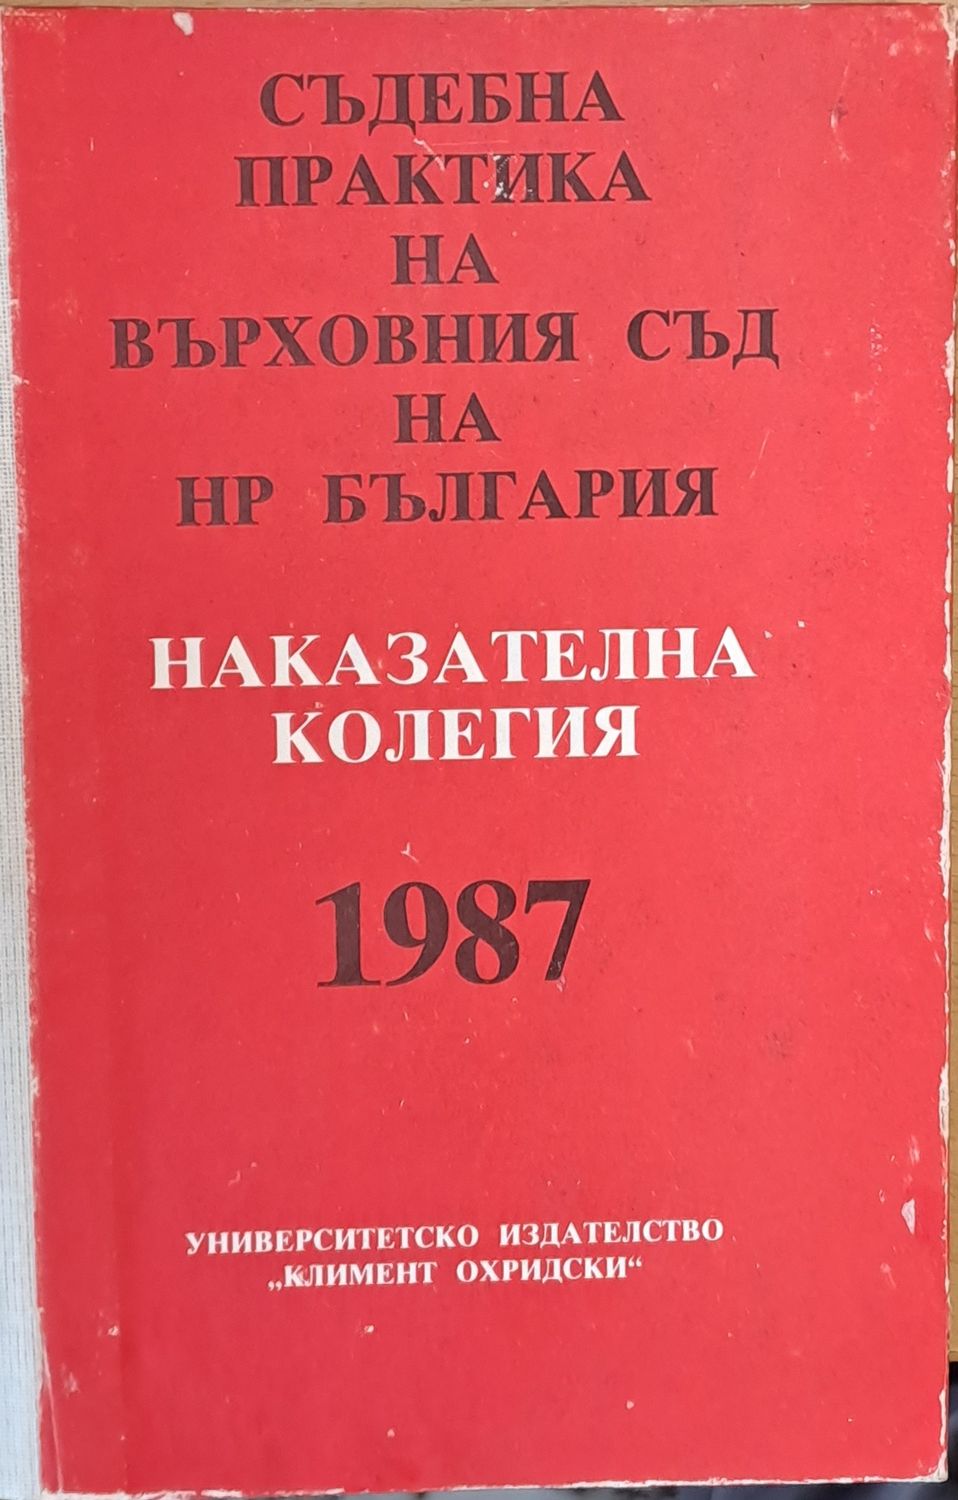 СЪДЕБНА
ПРАКТИКА
НА
ВЪРХОВНИЯ СЪД
НА
НР БЪЛГАРИЯ
НАКАЗАТЕЛНА
КОЛЕГИЯ
1987
УНИВЕРСИТЕТСКО ИЗДАТЕЛСТВО
„КЛИМЕНТ ОХРИДСКИ“